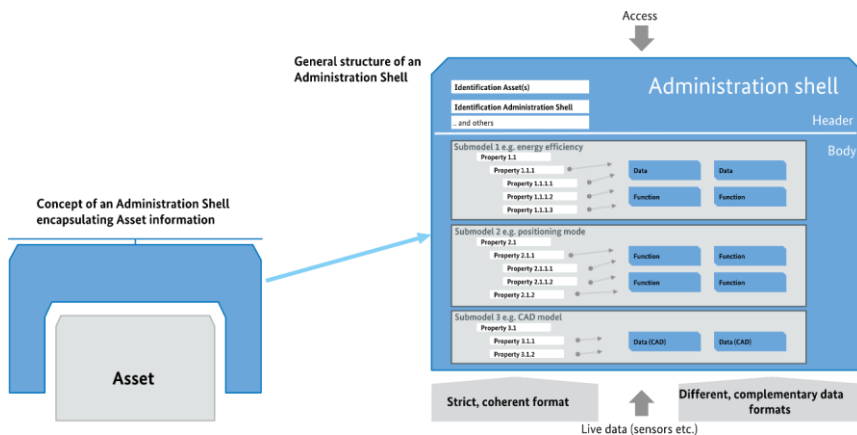 Access
General structure of an
Administration Shell
Administration shell
Identification Asset(s)
Identification Administration Shell
.. and others
Header
Body
Submodel 1 e.g. energy efficiency
Property 1.1
Property 1.1.1
Property 1.1.1.1
Property 1.1.1.2
Property 1.1.1.3
Data
Data
Function
Function
Concept of an Administration Shell
encapsulating Asset information
Submodel 2 e.g. positioning mode
Property 2.1
Property 2.1.1
Property 2.1.1.1
Property 2.1.1.2
Property 2.1.2
Function
Function
Function
Function
Submodel 3 e.g. CAD model
Property 3.1
Property 3.1.1
Property 3.1.2
Data (CAD)
Data (CAD)
Asset
Strict, coherent format
Different, complementary data
formats
Live data (sensors etc.)